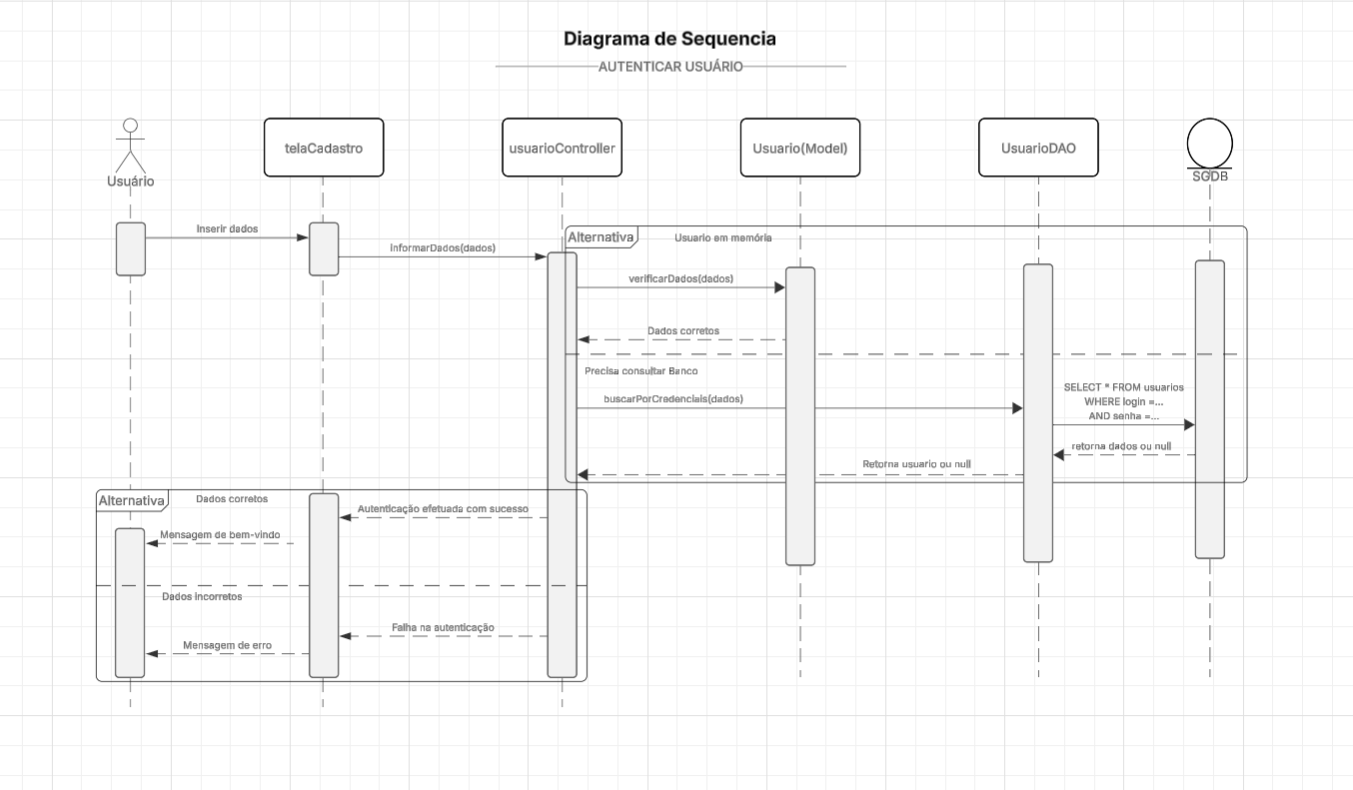 Diagrama de Sequencia
AUTENTICAR USUÁRIO
Usuário
telaCadastro
usuarioController
Usuario(Model)
UsuarioDAO
SGDB
Inserir dados
informarDados(dados)
Alternativa
Usuario em memória
verificarDados(dados)
Dados corretos
Precisa consultar Banco
buscarPorCredenciais(dados)
SELECT * FROM usuarios
WHERE login =...
AND senha =...
retorna dados ou null
Retorna usuario ou null
Alternativa
Dados corretos
Autenticação efetuada com sucesso
Mensagem de bem-vindo
Dados incorretos
Falha na autenticação
Mensagem de erro